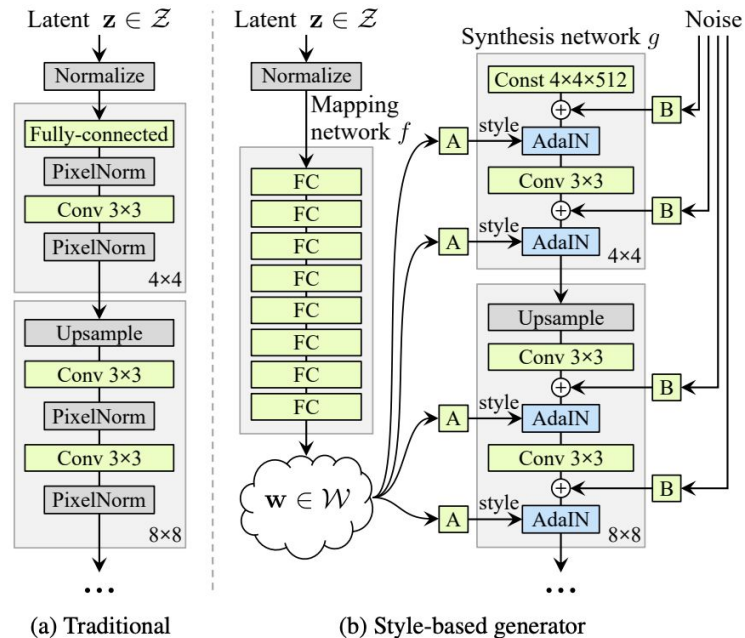 Latent z ∈ Z
Normalize
Fully-connected
PixelNorm
Conv 3×3
PixelNorm
4×4
Upsample
Conv 3×3
PixelNorm
Conv 3×3
PixelNorm
8×8
...
(a) Traditional
Latent z ∈ Z
Normalize
Mapping
network f
FC
FC
FC
FC
FC
FC
FC
FC
w ∈ W
Noise
Synthesis network g
Const 4×4×512
B
A
style
AdaIN
Conv 3×3
B
A
style
AdaIN
4×4
Upsample
Conv 3×3
B
A
style
AdaIN
Conv 3×3
B
A
style
AdaIN
8×8
...
(b) Style-based generator